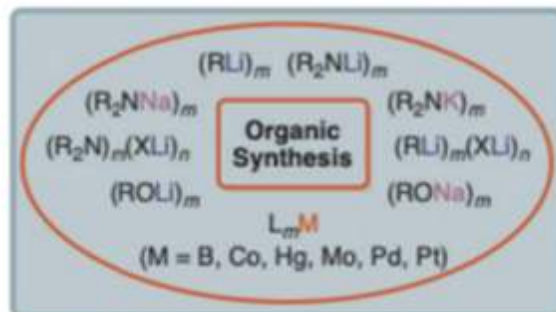 (RLi)ₘ (R₂NLi)ₘ
(R₂NNa)ₘ (R₂NK)ₘ
Organic
(R₂N)ₘ(XLi)ₙ (RLi)ₘ(XLi)ₙ
Synthesis
(ROLi)ₘ (RONa)ₘ
LₘM
(M = B, Co, Hg, Mo, Pd, Pt)